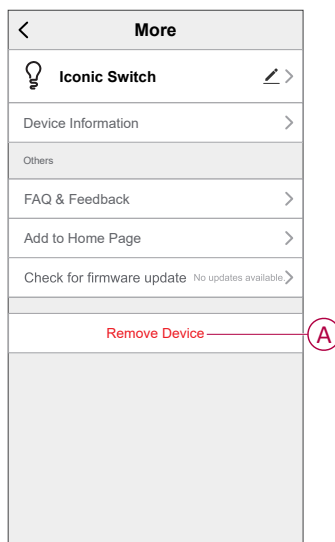 More
Iconic Switch
Device Information
Others
FAQ & Feedback
Add to Home Page
Check for firmware update No updates available.
Remove Device
A